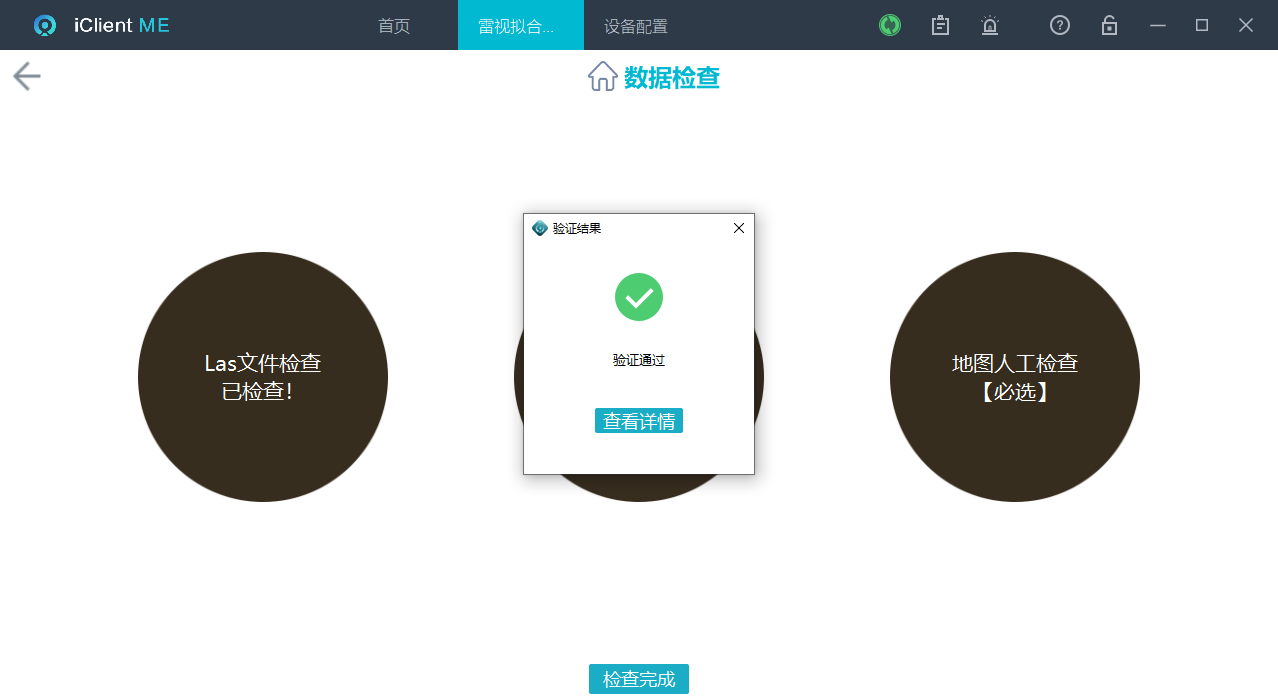 iClient ME
首页
雷视拟合...
设备配置
数据检查
验证结果
验证通过
查看详情
Las文件检查
已检查！
地图人工检查
【必选】
检查完成